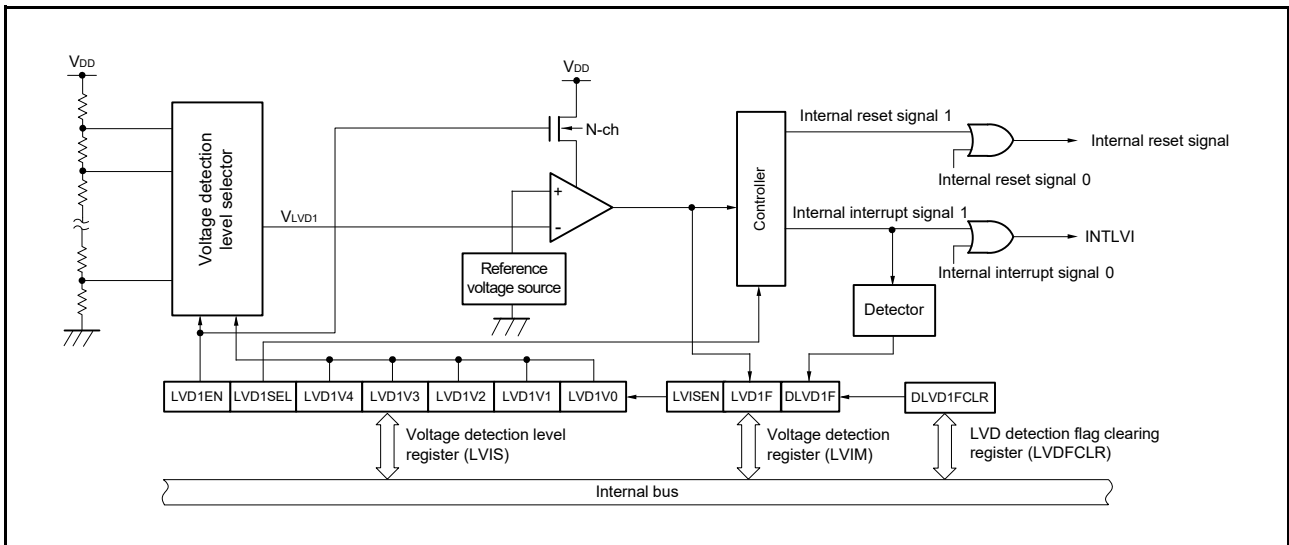 VDD
Voltage detection
level selector
VLVD1
VDD
N-ch
+
-
Reference
voltage source
Controller
Internal reset signal 1
Internal reset signal 0
Internal reset signal
Internal interrupt signal 1
Internal interrupt signal 0
INTLVI
Detector
LVD1EN LVD1SEL LVD1V4 LVD1V3 LVD1V2 LVD1V1 LVD1V0
LVISEN LVD1F DLVD1F
DLVD1FCLR
Voltage detection level
register (LVIS)
Voltage detection
register (LVIM)
LVD detection flag clearing
register (LVDFCLR)
Internal bus